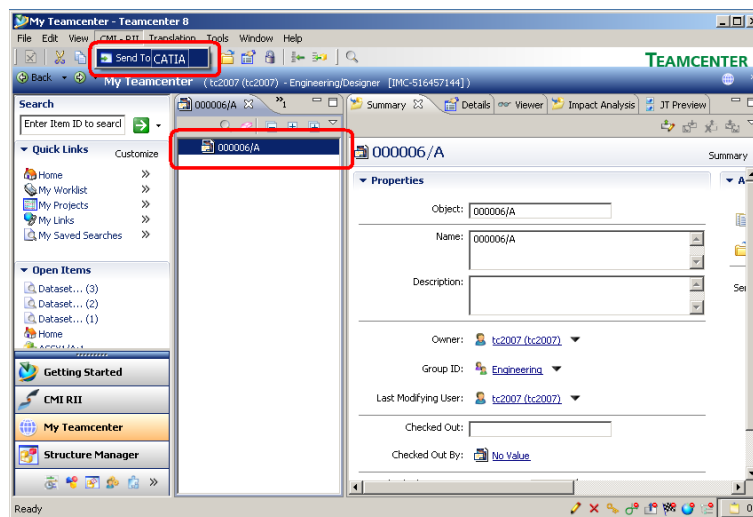 My Teamcenter - Teamcenter 8
File Edit View CMI - RII Translation Tools Window Help
Send To CATIA
TEAMCENTER
Back
My Teamcenter ( tc2007 (tc2007) - Engineering/Designer [IMC-516457144] )
Search
Enter Item ID to searcl
Quick Links
Customize
Home
My Worklist
My Projects
My Links
My Saved Searches
Open Items
Dataset... (3)
Dataset... (2)
Dataset... (1)
Home
Getting Started
CMI RII
My Teamcenter
Structure Manager
000006/A
1
000006/A
Summary Details Viewer Impact Analysis JT Preview
000006/A
Summary
Properties
A
Object: 000006/A
Name: 000006/A
Description:
Owner: tc2007 (tc2007)
Group ID: Engineering
Last Modifying User: tc2007 (tc2007)
Checked Out:
Checked Out By: No Value
Ser
Ready
0